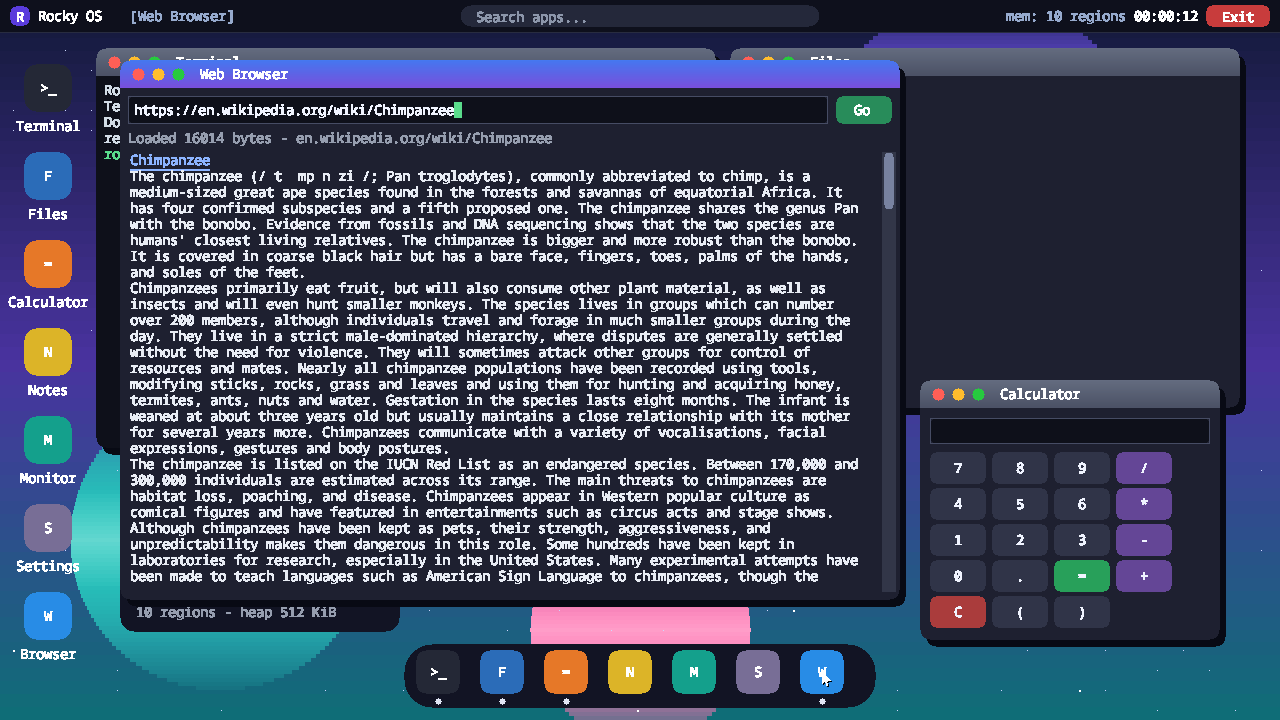 R Rocky OS [Web Browser] Search apps... mem: 10 regions 00:00:12 Exit
>_
Terminal
F
Files
=
Calculator
N
Notes
M
Monitor
S
Settings
W
Browser
Web Browser
https://en.wikipedia.org/wiki/Chimpanzee Go
Loaded 16014 bytes - en.wikipedia.org/wiki/Chimpanzee
Chimpanzee
The chimpanzee (/ t mp n zi /; Pan troglodytes), commonly abbreviated to chimp, is a
medium-sized great ape species found in the forests and savannas of equatorial Africa. It
has four confirmed subspecies and a fifth proposed one. The chimpanzee shares the genus Pan
with the bonobo. Evidence from fossils and DNA sequencing shows that the two species are
humans' closest living relatives. The chimpanzee is bigger and more robust than the bonobo.
It is covered in coarse black hair but has a bare face, fingers, toes, palms of the hands,
and soles of the feet.
Chimpanzees primarily eat fruit, but will also consume other plant material, as well as
insects and will even hunt smaller monkeys. The species lives in groups which can number
over 200 members, although individuals travel and forage in much smaller groups during the
day. They live in a strict male-dominated hierarchy, where disputes are generally settled
without the need for violence. They will sometimes attack other groups for control of
resources and mates. Nearly all chimpanzee populations have been recorded using tools,
modifying sticks, rocks, grass and leaves and using them for hunting and acquiring honey,
termites, ants, nuts and water. Gestation in the species lasts eight months. The infant is
weaned at about three years old but usually maintains a close relationship with its mother
for several years more. Chimpanzees communicate with a variety of vocalisations, facial
expressions, gestures and body postures.
The chimpanzee is listed on the IUCN Red List as an endangered species. Between 170,000 and
300,000 individuals are estimated across its range. The main threats to chimpanzees are
habitat loss, poaching, and disease. Chimpanzees appear in Western popular culture as
comical figures and have featured in entertainments such as circus acts and stage shows.
Although chimpanzees have been kept as pets, their strength, aggressiveness, and
unpredictability makes them dangerous in this role. Some hundreds have been kept in
laboratories for research, especially in the United States. Many experimental attempts have
been made to teach languages such as American Sign Language to chimpanzees, though the
10 regions - heap 512 KiB
Calculator
7 8 9 /
4 5 6 *
1 2 3 -
0 . = +
C ( )
>_ F = N M S W